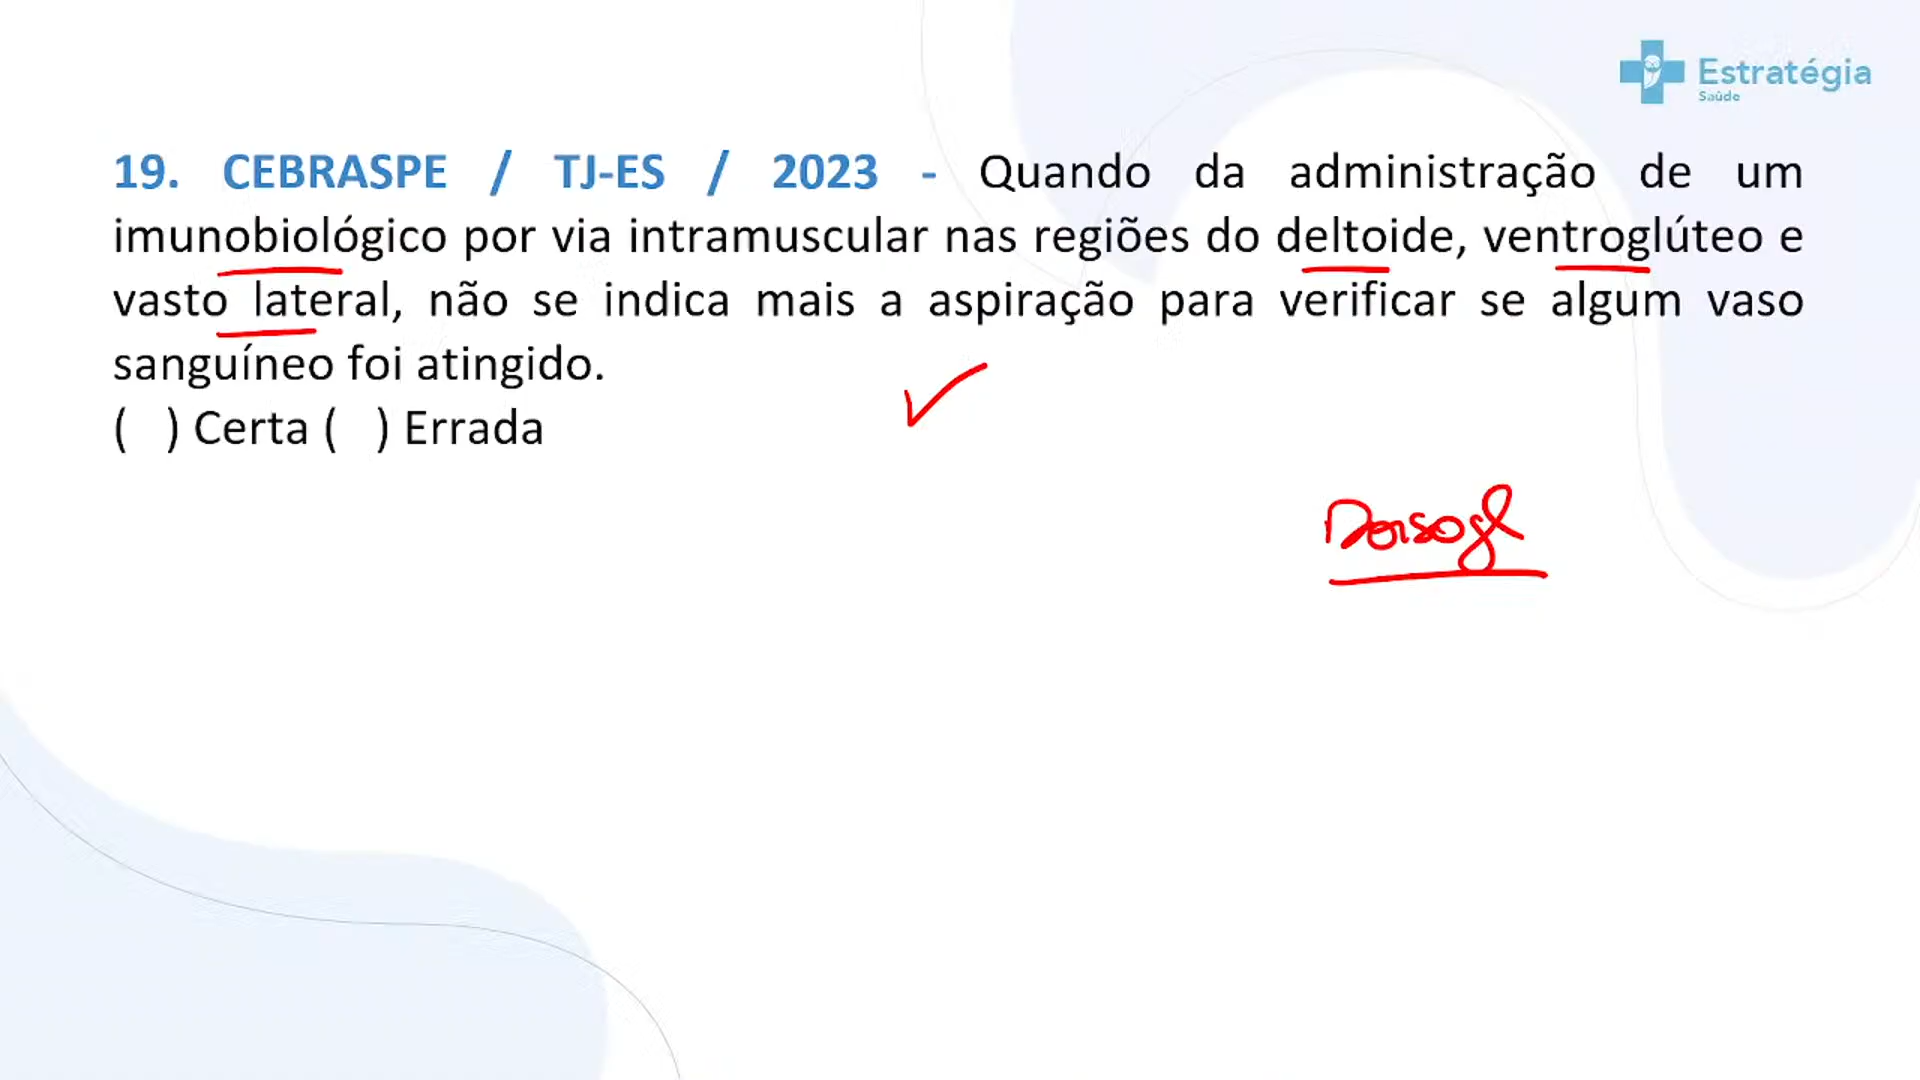 Estratégia
Saúde
19. CEBRASPE / TJ-ES / 2023 - Quando da administração de um
imunobiológico por via intramuscular nas regiões do deltoide, ventroglúteo e
vasto lateral, não se indica mais a aspiração para verificar se algum vaso
sanguíneo foi atingido.
( ) Certa ( ) Errada
Dorsogl